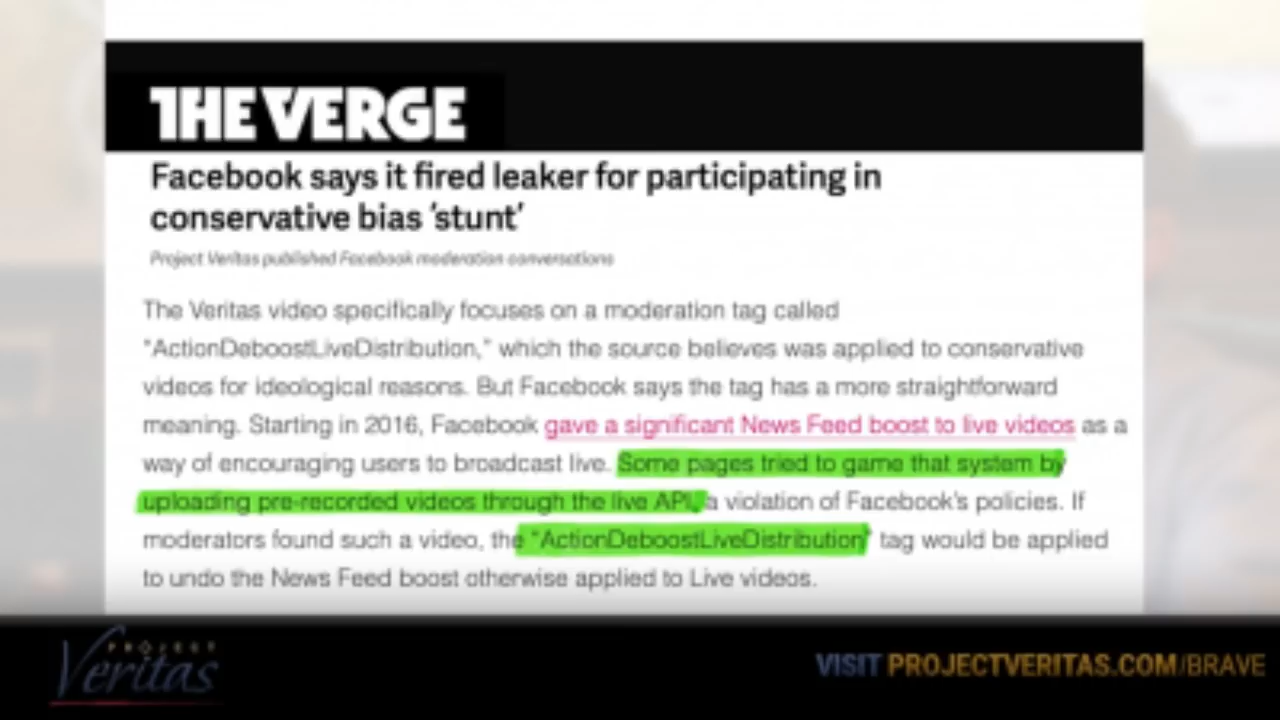 THE VERGE
Facebook says it fired leaker for participating in
conservative bias ‘stunt’
Project Veritas published Facebook moderation conversations
The Veritas video specifically focuses on a moderation tag called
“ActionDeboostLiveDistribution,” which the source believes was applied to conservative
videos for ideological reasons. But Facebook says the tag has a more straightforward
meaning. Starting in 2016, Facebook gave a significant News Feed boost to live videos as a
way of encouraging users to broadcast live. Some pages tried to game that system by
uploading pre-recorded videos through the live API, a violation of Facebook’s policies. If
moderators found such a video, the “ActionDeboostLiveDistribution” tag would be applied
to undo the News Feed boost otherwise applied to Live videos.
PROJECT
Veritas
VISIT PROJECTVERITAS.COM/BRAVE